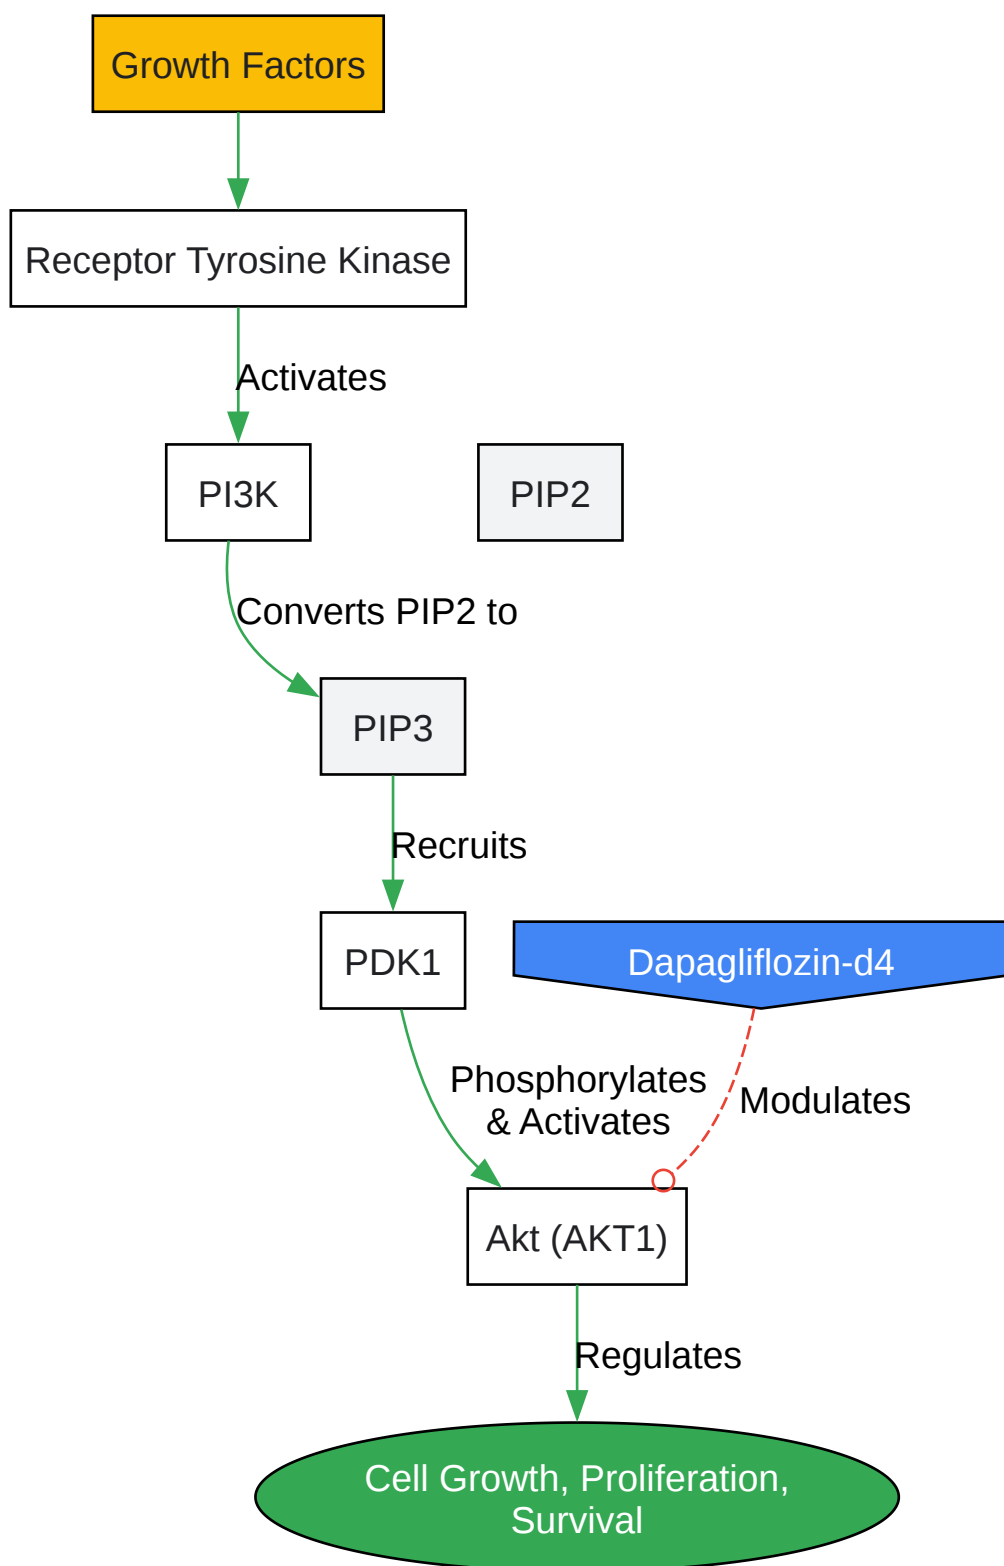 Growth Factors
Receptor Tyrosine Kinase
Activates
PI3K
PIP2
Converts PIP2 to
PIP3
Recruits
PDK1
Dapagliflozin-d4
Phosphorylates
& Activates
Modulates
Akt (AKT1)
Regulates
Cell Growth, Proliferation,
Survival